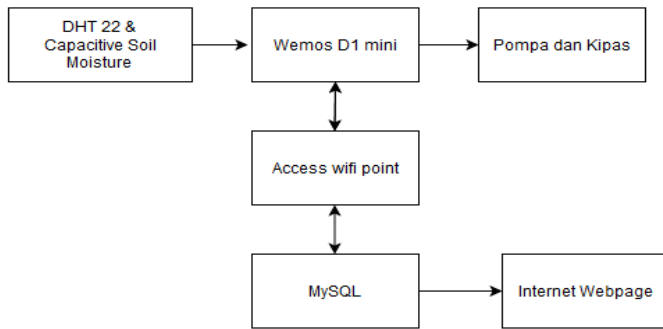 DHT 22 &
Capacitive Soil
Moisture
Wemos D1 mini
Pompa dan Kipas
Access wifi point
MySQL
Internet Webpage